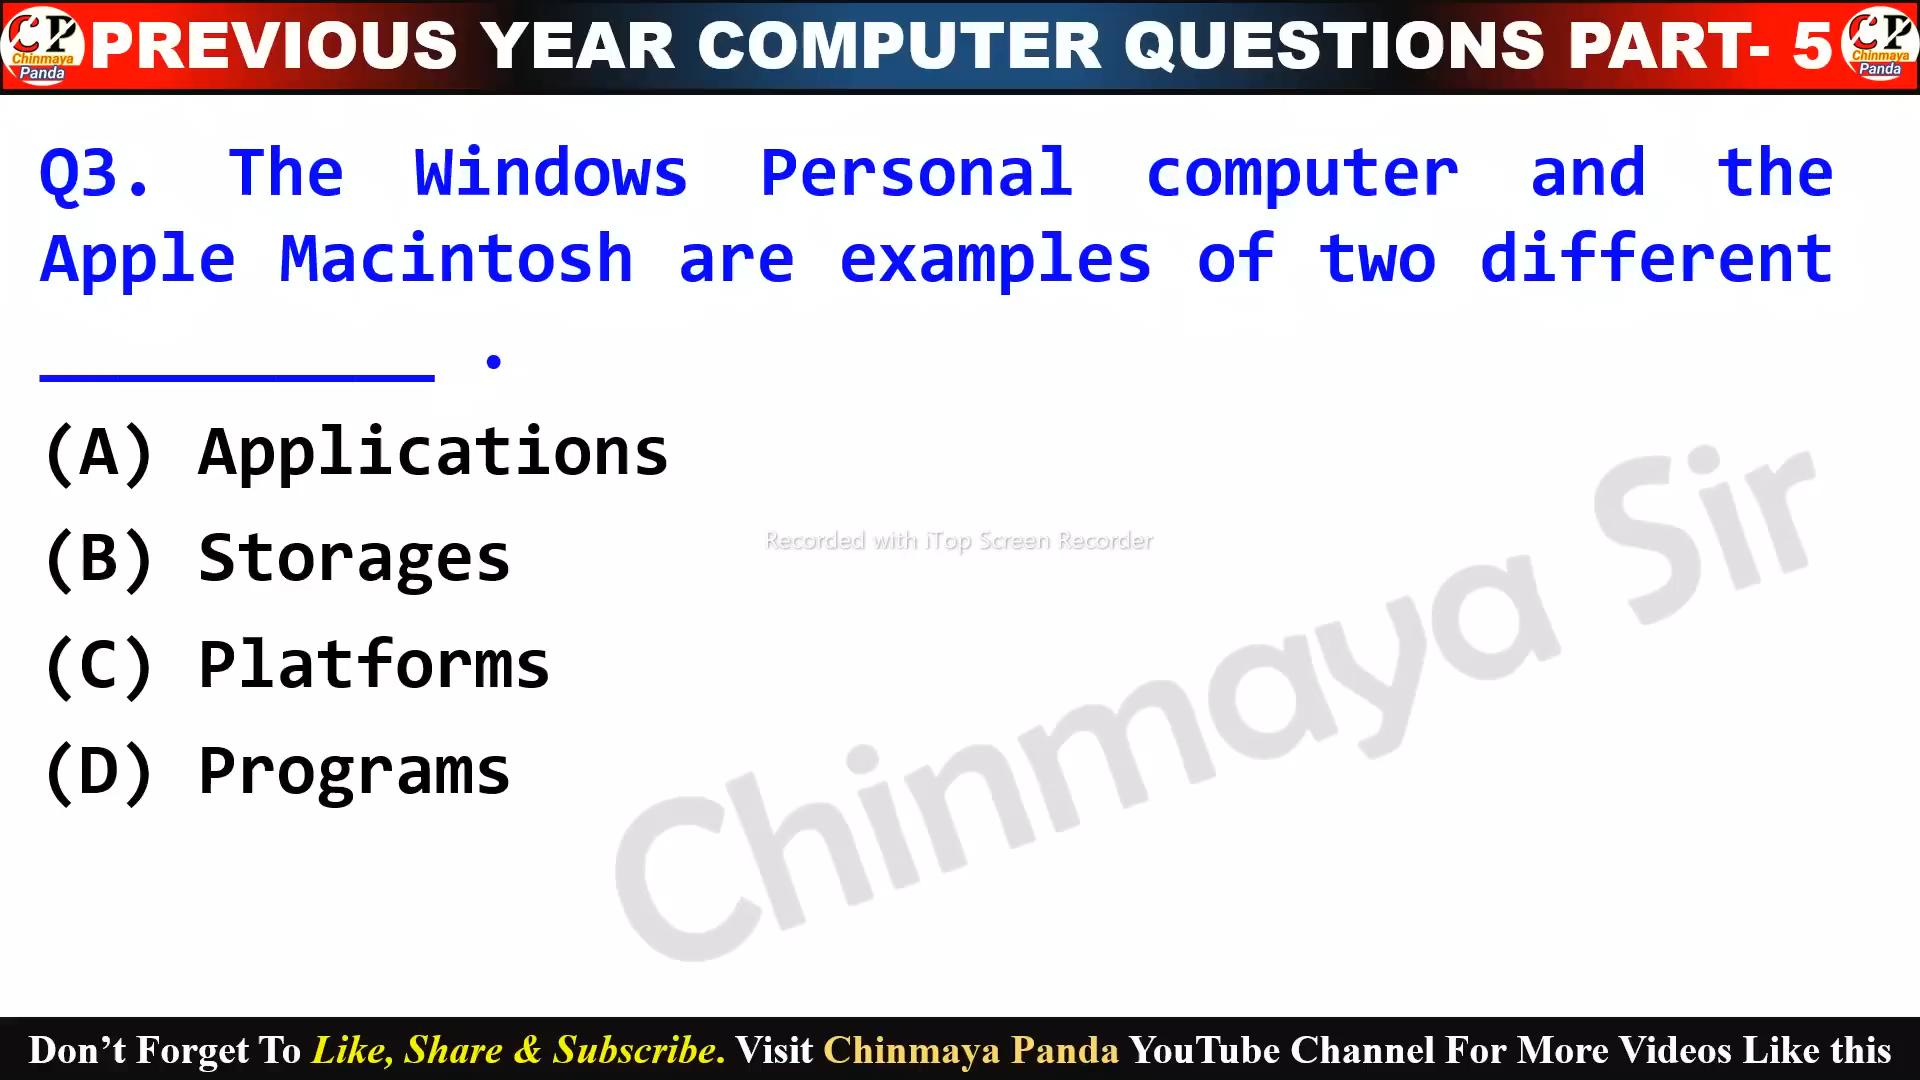 CP Chinmaya Panda PREVIOUS YEAR COMPUTER QUESTIONS PART- 5 CP Chinmaya Panda
Q3. The Windows Personal computer and the
Apple Macintosh are examples of two different
__________ .
(A) Applications
(B) Storages
(C) Platforms
(D) Programs
Recorded with iTop Screen Recorder
Chinmaya Sir
Don’t Forget To Like, Share & Subscribe. Visit Chinmaya Panda YouTube Channel For More Videos Like this